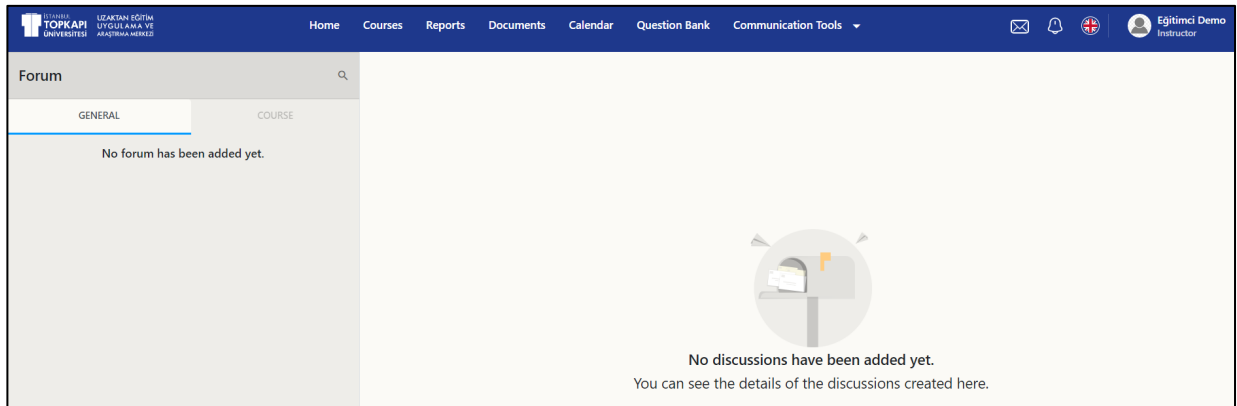 İSTANBUL
TOPKAPI
ÜNİVERSİTESİ
UZAKTAN EĞİTİM
UYGULAMA VE
ARAŞTIRMA MERKEZİ
Home Courses Reports Documents Calendar Question Bank Communication Tools
Eğitimci Demo
Instructor
Forum
GENERAL COURSE
No forum has been added yet.
No discussions have been added yet.
You can see the details of the discussions created here.